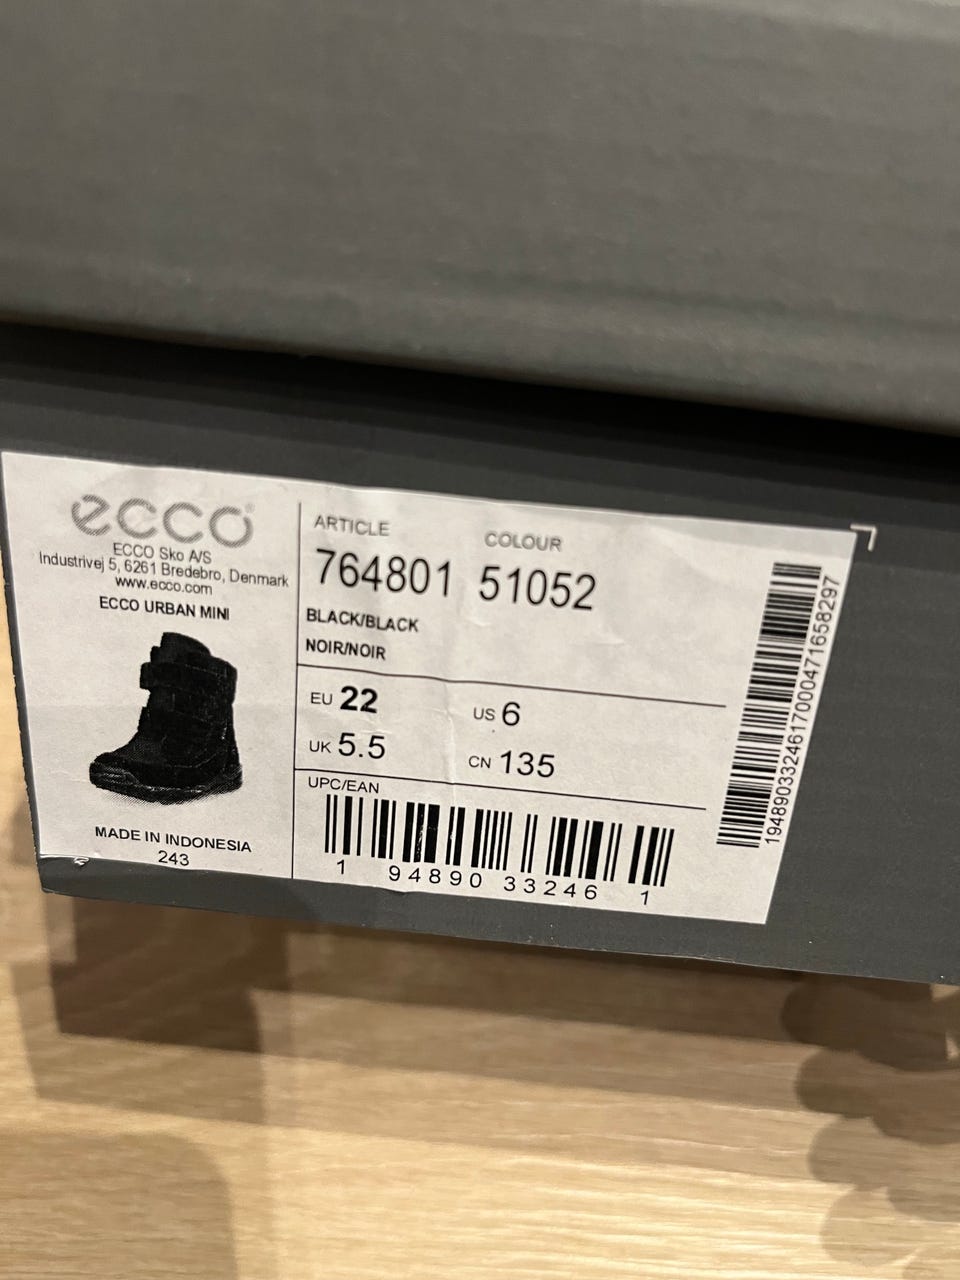 ecco
ECCO Sko A/S
Industrivej 5, 6261 Bredebro, Denmark
www.ecco.com
ECCO URBAN MINI
MADE IN INDONESIA
243
ARTICLE COLOUR
764801 51052
BLACK/BLACK
NOIR/NOIR
EU 22 US 6
UK 5.5 CN 135
UPC/EAN
1 94890 33246 1
1948903324617000471658297